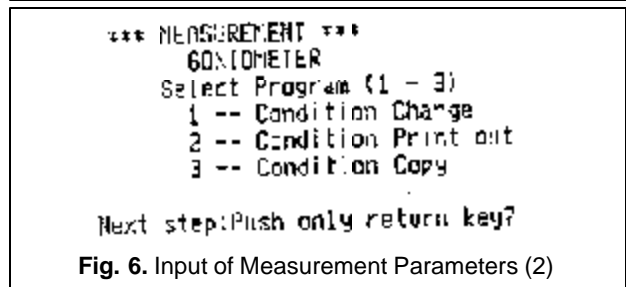 *** MEASUREMENT ***
GONIOMETER
Select Program (1 - 3)
1 -- Condition Change
2 -- Condition Print out
3 -- Condition Copy
Next step:Push only return key?
Fig. 6. Input of Measurement Parameters (2)